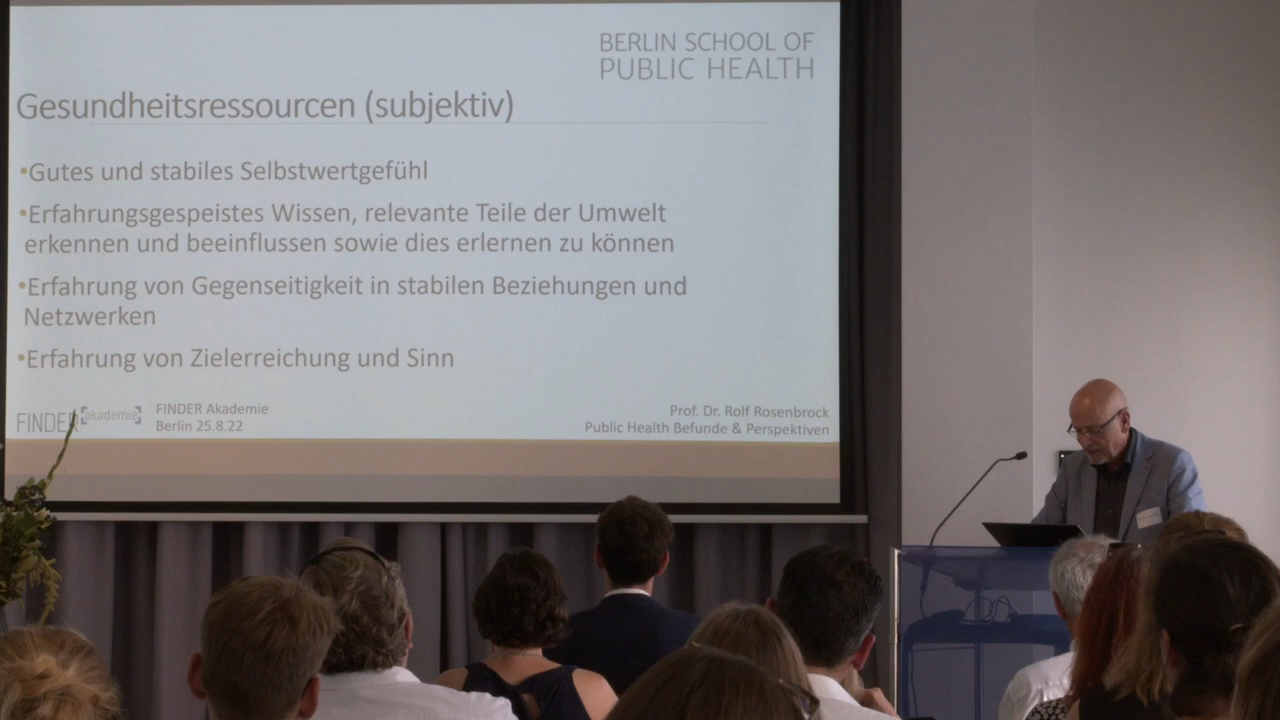 BERLIN SCHOOL OF
PUBLIC HEALTH
Gesundheitsressourcen (subjektiv)
•Gutes und stabiles Selbstwertgefühl
•Erfahrungsgespeistes Wissen, relevante Teile der Umwelt
erkennen und beeinflussen sowie dies erlernen zu können
•Erfahrung von Gegenseitigkeit in stabilen Beziehungen und
Netzwerken
•Erfahrung von Zielerreichung und Sinn
FINDER akademie
FINDER Akademie
Berlin 25.8.22
Prof. Dr. Rolf Rosenbrock
Public Health Befunde & Perspektiven